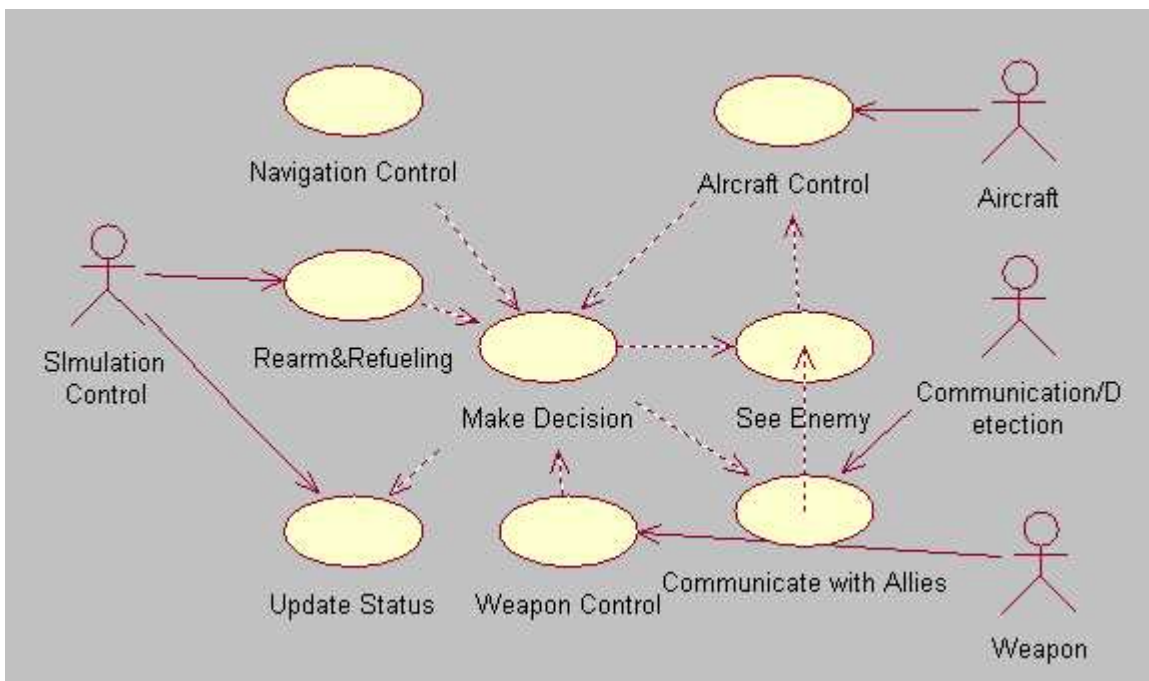 Navigation Control
AIrcraft Control
Aircraft
SImulation
Control
Rearm&Refueling
Make Decision
See Enemy
Communication/D
etection
Update Status
Weapon Control
Communicate with Allies
Weapon